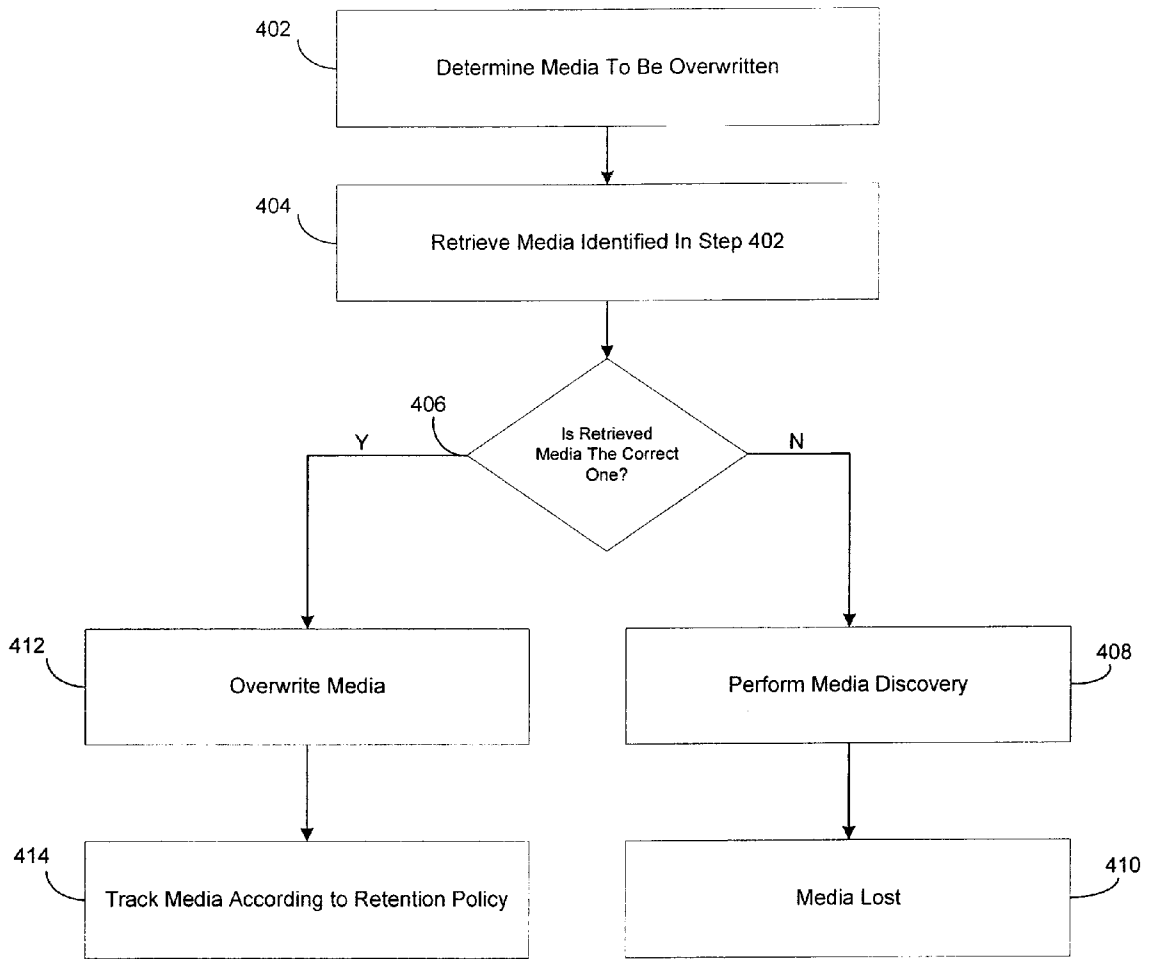 402
Determine Media To Be Overwritten
404
Retrieve Media Identified In Step 402
406
Y
Is Retrieved
Media The Correct
One?
N
412
Overwrite Media
Perform Media Discovery
408
414
Track Media According to Retention Policy
Media Lost
410